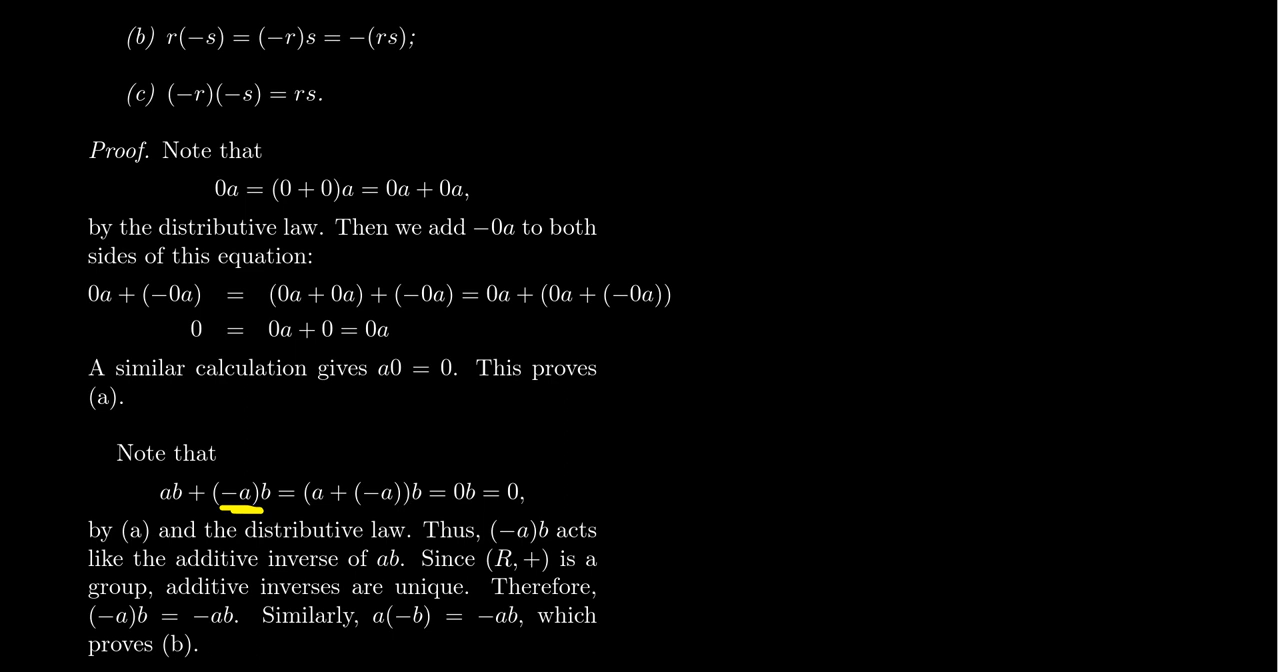 (b) r(−s) = (−r)s = −(rs);
(c) (−r)(−s) = rs.
Proof. Note that
0a = (0 + 0)a = 0a + 0a,
by the distributive law. Then we add −0a to both
sides of this equation:
0a + (−0a) = (0a + 0a) + (−0a) = 0a + (0a + (−0a))
0 = 0a + 0 = 0a
A similar calculation gives a0 = 0. This proves
(a).
Note that
ab + (−a)b = (a + (−a))b = 0b = 0,
by (a) and the distributive law. Thus, (−a)b acts
like the additive inverse of ab. Since (R, +) is a
group, additive inverses are unique. Therefore,
(−a)b = −ab. Similarly, a(−b) = −ab, which
proves (b).